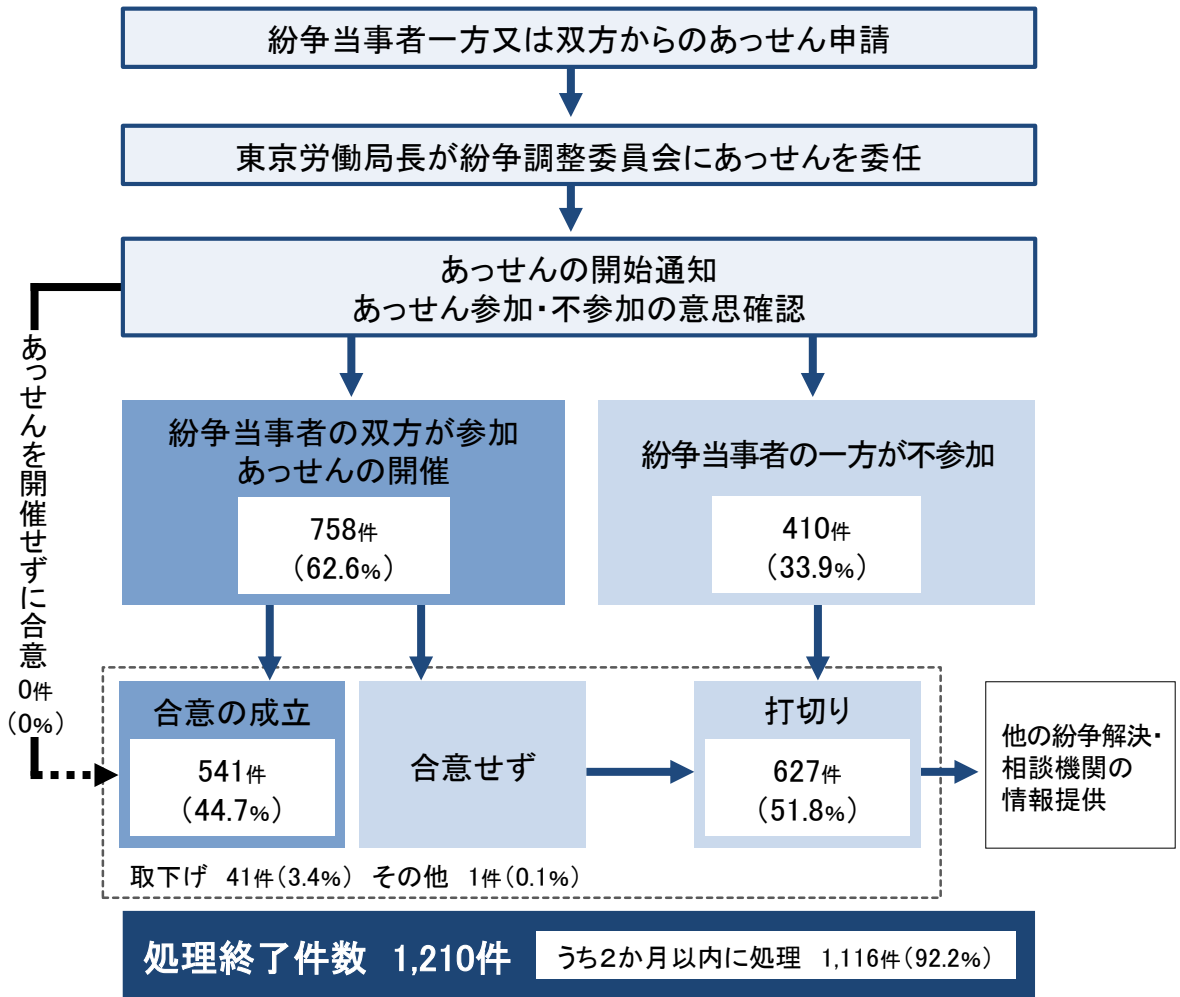 紛争当事者一方又は双方からのあっせん申請
東京労働局長が紛争調整委員会にあっせんを委任
あっせんの開始通知
あっせん参加・不参加の意思確認
あっせんを開催せずに合意
0件
(0%)
紛争当事者の双方が参加
あっせんの開催
758件
(62.6%)
紛争当事者の一方が不参加
410件
(33.9%)
合意の成立
541件
(44.7%)
合意せず
打切り
627件
(51.8%)
他の紛争解決・
相談機関の
情報提供
取下げ 41件(3.4%) その他 1件(0.1%)
処理終了件数 1,210件 うち2か月以内に処理 1,116件(92.2%)